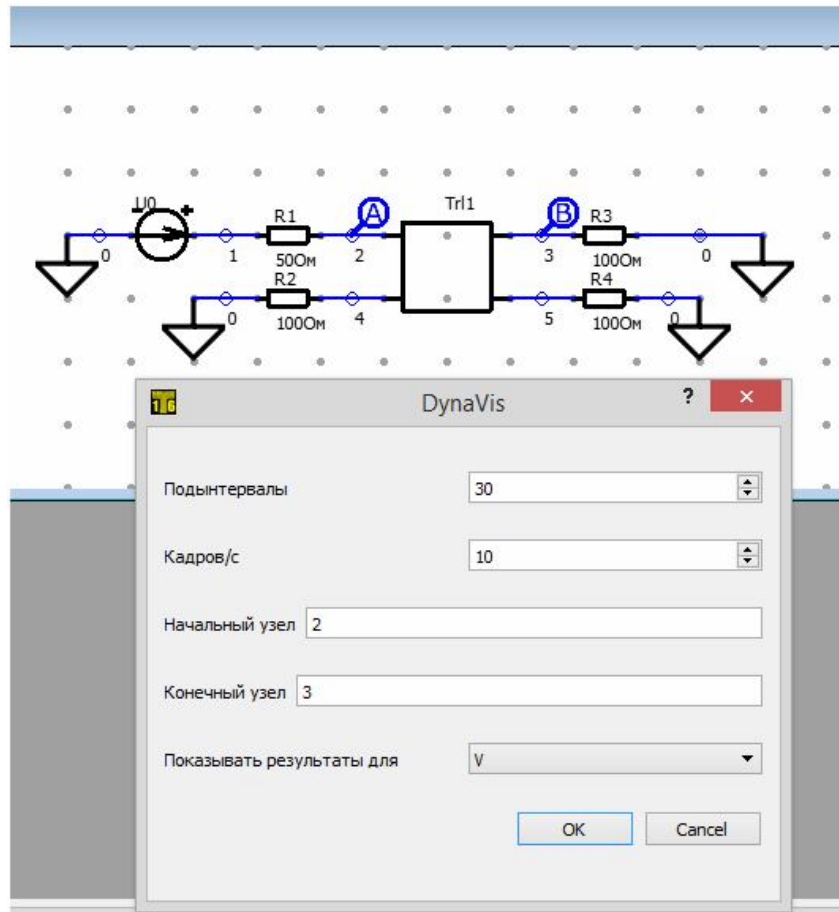 U0 R1 A Trl1 B R3
0 1 50Ом 2 3 100Ом 0
R2 R4
0 100Ом 4 5 100Ом 0
DynaVis ? ×
Подынтервалы 30
Кадров/с 10
Начальный узел 2
Конечный узел 3
Показывать результаты для V
OK Cancel